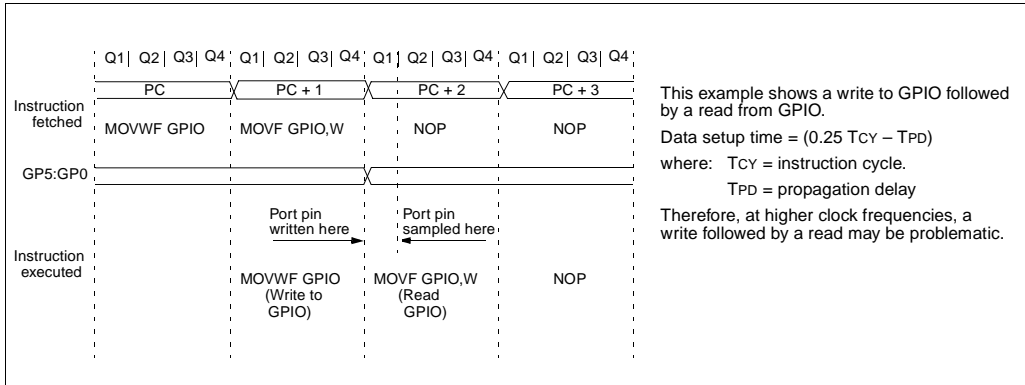 Q1| Q2| Q3| Q4 Q1| Q2| Q3| Q4 Q1| Q2| Q3| Q4 Q1| Q2| Q3| Q4
PC PC + 1 PC + 2 PC + 3
Instruction
fetched
MOVWF GPIO MOVF GPIO,W NOP NOP
GP5:GP0
Port pin
written here
Port pin
sampled here
Instruction
executed
MOVWF GPIO
(Write to
GPIO)
MOVF GPIO,W
(Read
GPIO)
NOP
This example shows a write to GPIO followed
by a read from GPIO.
Data setup time = (0.25 TCY – TPD)
where: TCY = instruction cycle.
TPD = propagation delay
Therefore, at higher clock frequencies, a
write followed by a read may be problematic.